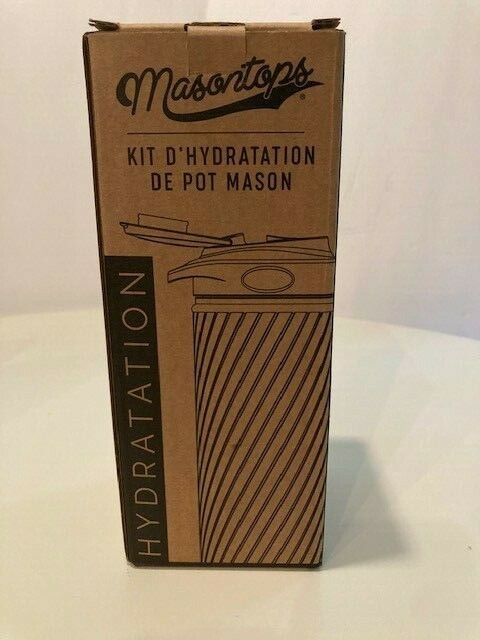 Masontops®
KIT D'HYDRATATION
DE POT MASON
HYDRATATION